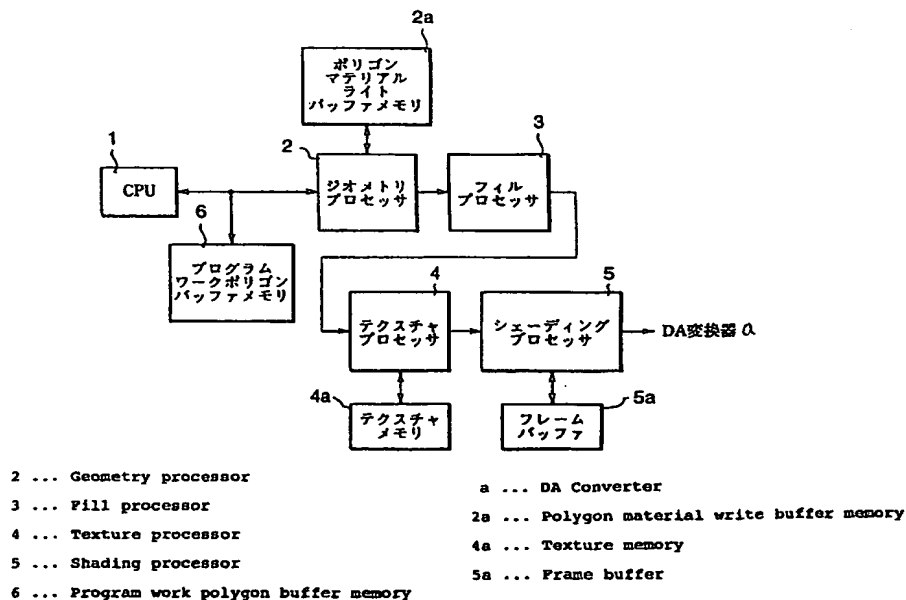 2a
ポリゴン
マテリアル
ライト
バッファメモリ
1
CPU
2
ジオメトリ
プロセッサ
3
フィル
プロセッサ
6
プログラム
ワークポリゴン
バッファメモリ
4
テクスチャ
プロセッサ
5
シェーディング
プロセッサ
DA変換器 a
4a
テクスチャ
メモリ
5a
フレーム
バッファ
2 ... Geometry processor
3 ... Fill processor
4 ... Texture processor
5 ... Shading processor
6 ... Program work polygon buffer memory
a ... DA Converter
2a ... Polygon material write buffer memory
4a ... Texture memory
5a ... Frame buffer